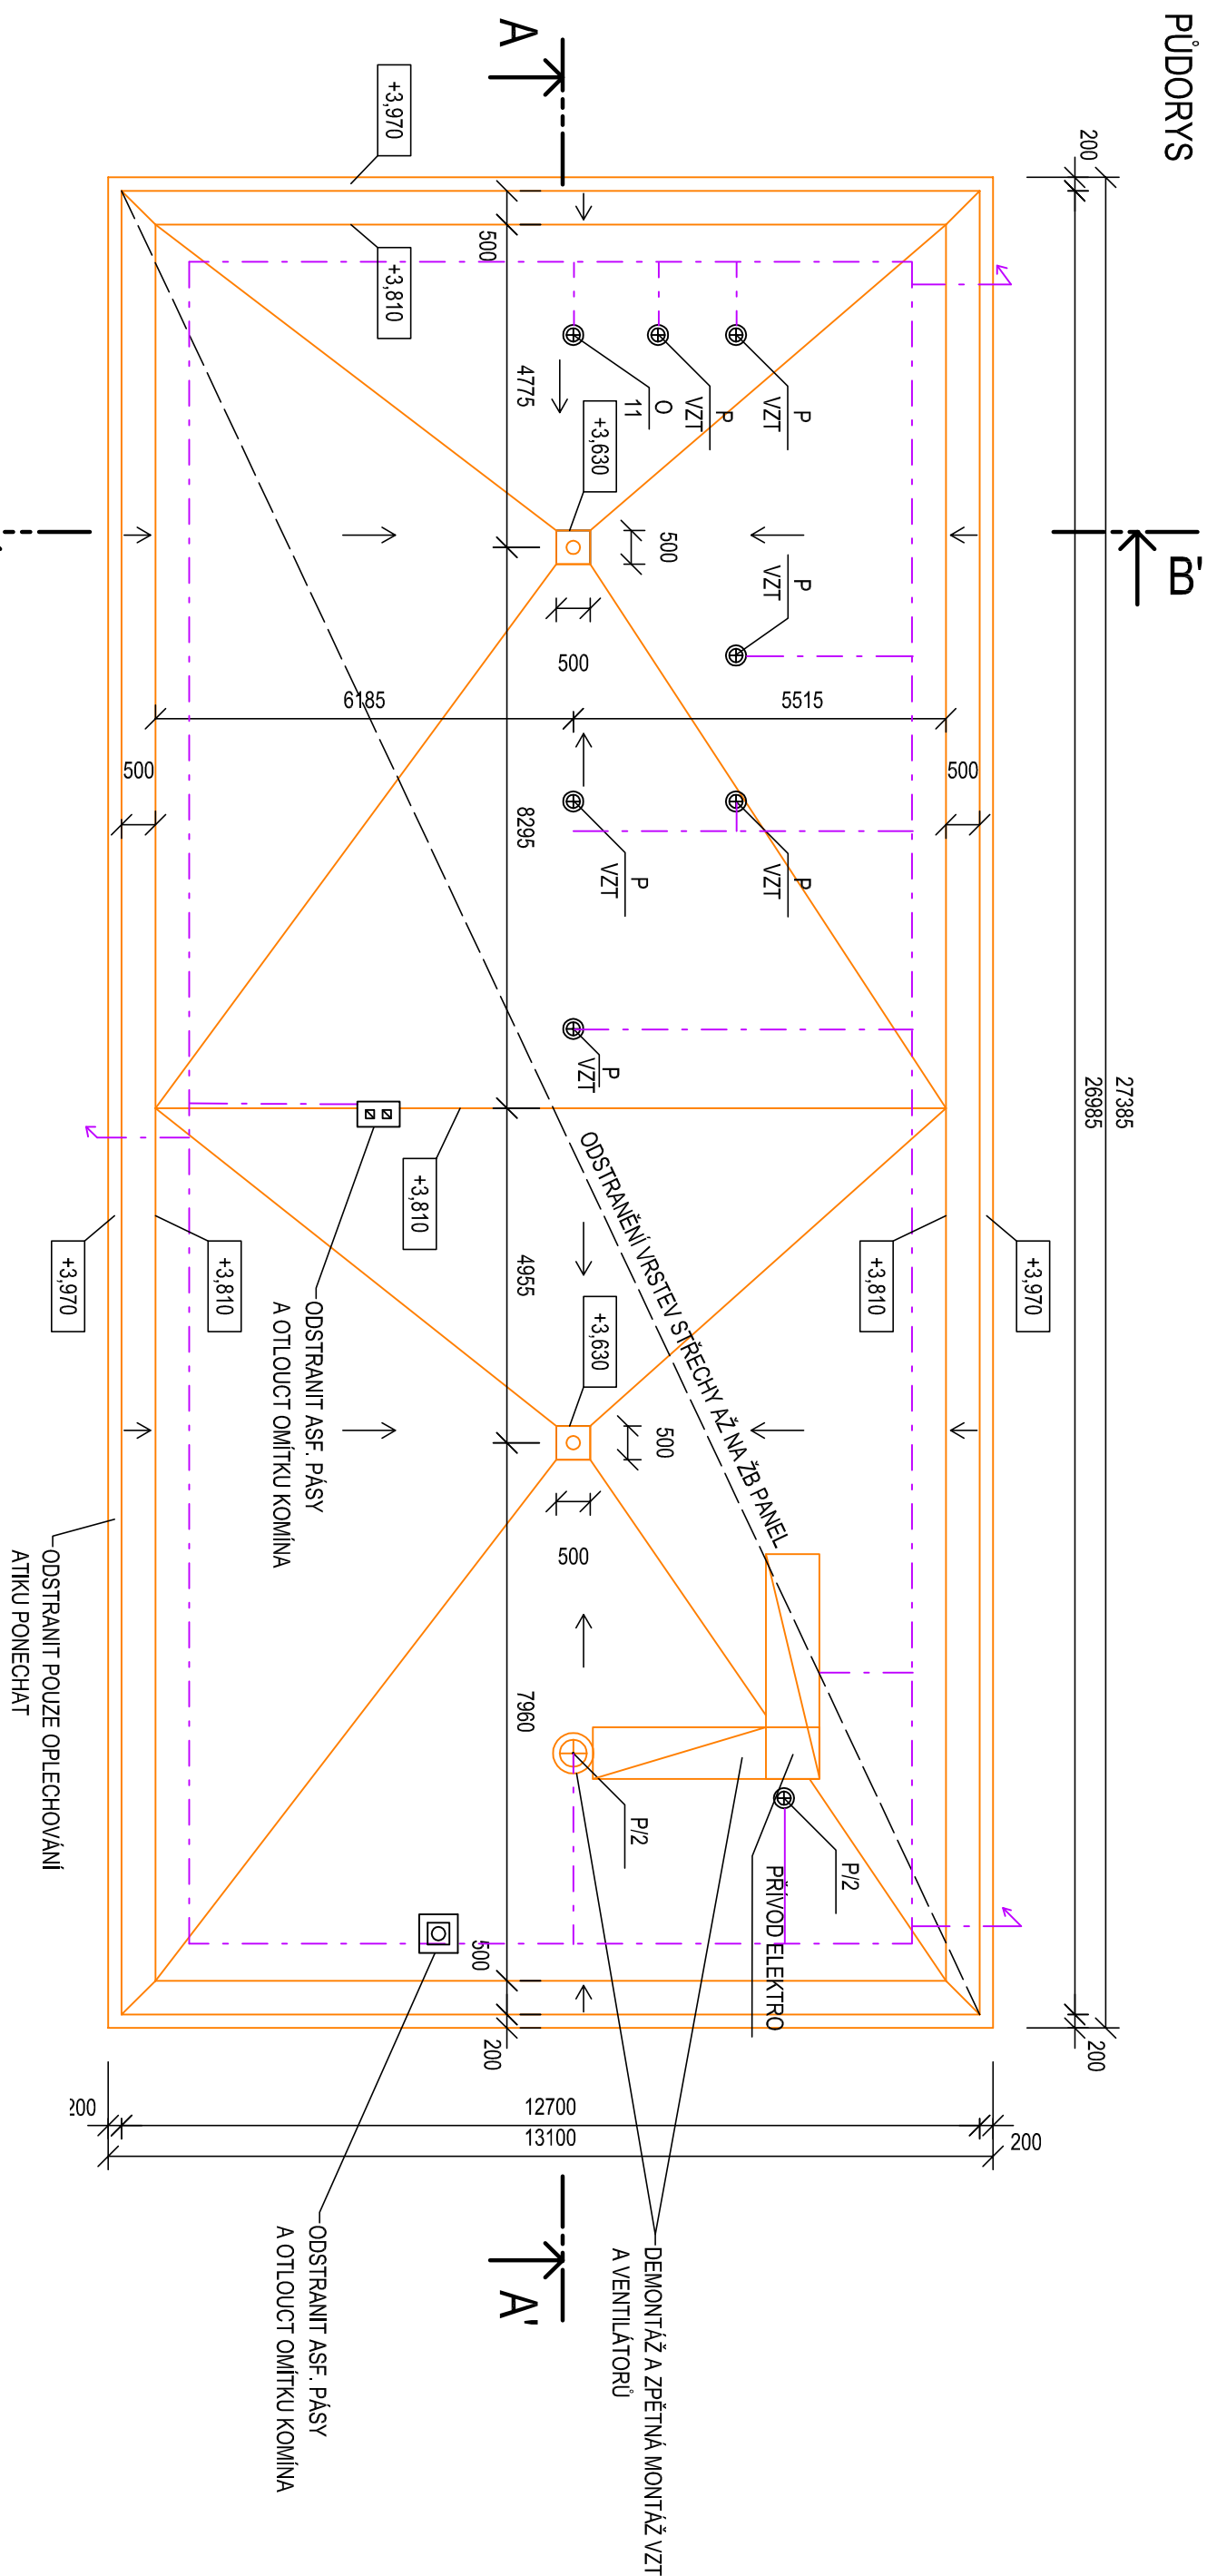 PŮDORYS
A
B'
27385
200
26985
200
+3,970
+3,810
500
4775
8295
4955
7960
500
200
P
VZT
P
VZT
O
11
P
VZT
P
VZT
P
VZT
P
VZT
+3,630
500
500
5515
6185
500
500
ODSTRANĚNÍ VRSTEV STŘECHY AŽ NA ŽB PANEL
+3,970
+3,810
+3,810
+3,630
500
500
P/2
P/2
PŘÍVOD ELEKTRO
+3,810
+3,970
ODSTRANIT ASF. PÁSY
A OTLOUCT OMÍTKU KOMÍNA
ODSTRANIT POUZE OPLECHOVÁNÍ
ATIKU PONECHAT
200
12700
13100
200
A'
DEMONTÁŽ A ZPĚTNÁ MONTÁŽ VZT
A VENTILÁTORŮ
ODSTRANIT ASF. PÁSY
A OTLOUCT OMÍTKU KOMÍNA